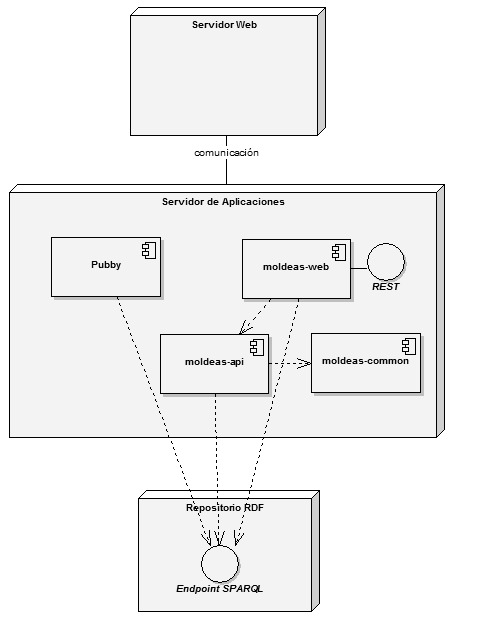 Servidor Web
comunicación
Servidor de Aplicaciones
Pubby
moldeas-web
REST
moldeas-api
moldeas-common
Repositorio RDF
Endpoint SPARQL